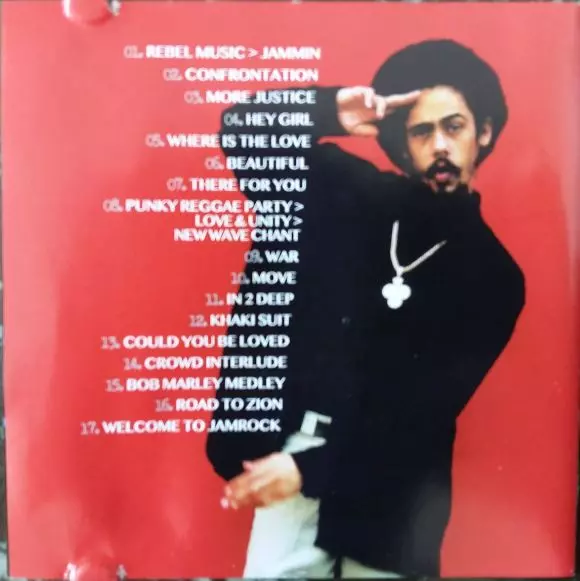 01. REBEL MUSIC > JAMMIN
02. CONFRONTATION
03. MORE JUSTICE
04. HEY GIRL
05. WHERE IS THE LOVE
06. BEAUTIFUL
07. THERE FOR YOU
08. PUNKY REGGAE PARTY >
LOVE & UNITY >
NEW WAVE CHANT
09. WAR
10. MOVE
11. IN 2 DEEP
12. KHAKI SUIT
13. COULD YOU BE LOVED
14. CROWD INTERLUDE
15. BOB MARLEY MEDLEY
16. ROAD TO ZION
17. WELCOME TO JAMROCK